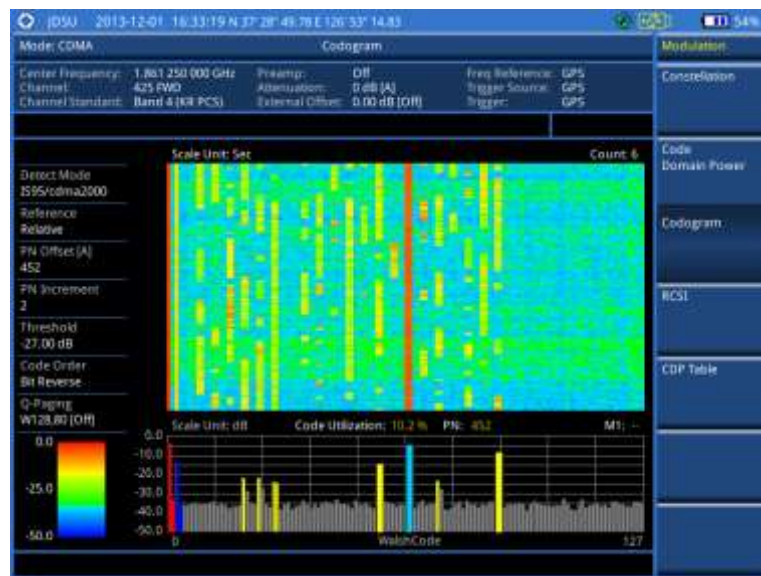 JDSU 2013-12-01 16:33:19 N 37° 28' 49.78 E 126° 53' 14.83 54%
Mode: CDMA Codogram Modulation
Center Frequency: 1.861 250 000 GHz Preamp: Off Freq Reference: GPS
Channel: 425 FWD Attenuation: 0 dB [A] Trigger Source: GPS
Channel Standard: Band 4 (KR PCS) External Offset: 0.00 dB [Off] Trigger: GPS
Constellation
Code
Domain Power
Codogram
RCSI
CDP Table
Scale Unit: Sec Count: 6
Detect Mode
IS95/cdma2000
Reference
Relative
PN Offset [A]
452
PN Increment
2
Threshold
-27.00 dB
Code Order
Bit Reverse
Q-Paging
W128,80 [Off]
Scale Unit: dB Code Utilization: 10.2 % PN: 452 M1: --
0.0
-25.0
-50.0
0.0
-10.0
-20.0
-30.0
-40.0
-50.0
0 WalshCode 127